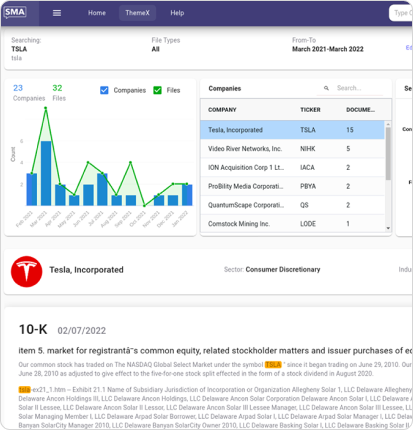 SMA
Home ThemeX Help Type C
Searching: File Types From-To
TSLA All March 2021-March 2022
tsla
23 32
Companies Files
Companies Files
Count
6
4
2
Feb 2021 Mar 2021 Apr 2021 May 2021 Jun 2021 Jul 2021 Aug 2021 Sep 2021 Oct 2021 Nov 2021 Dec 2021 Jan 2022
Companies Search...
COMPANY TICKER DOCUME...
Tesla, Incorporated TSLA 15
Video River Networks, Inc. NIHK 5
ION Acquisition Corp 1 Lt... IACA 2
ProBility Media Corporati... PBYA 2
QuantumScape Corporati... QS 2
Comstock Mining Inc. LODE 1
Tesla, Incorporated Sector: Consumer Discretionary Indu
10-K 02/07/2022
item 5. market for registrantâ˜s common equity, related stockholder matters and issuer purchases of e
Our common stock has traded on The NASDAQ Global Select Market under the symbol TSLA " since it began trading on June 29, 2010. Our
June 28, 2010 as adjusted to give effect to the five-for-one stock split effected in the form of a stock dividend in August 2020.
tsla-ex21_1.htm – Exhibit 21.1 Name of Subsidiary Jurisdiction of Incorporation or Organization Allegheny Solar 1, LLC Delaware Allegheny
Delaware Ancon Holdings III, LLC Delaware Ancon Holdings, LLC Delaware Ancon Solar Corporation Delaware Ancon Solar I, LLC Delaware
Solar II Lessee, LLC Delaware Ancon Solar II Lessor, LLC Delaware Ancon Solar III Lessee Manager, LLC Delaware Ancon Solar III Lessee,
Solar Managing Member I, LLC Delaware Arpad Solar Borrower, LLC Delaware Arpad Solar I, LLC Delaware Arpad Solar Manager I, LLC
Banyan SolarCity Manager 2010, LLC Delaware Banyan SolarCity Owner 2010, LLC Delaware Basking Solar I, LLC Delaware Basking Solar II